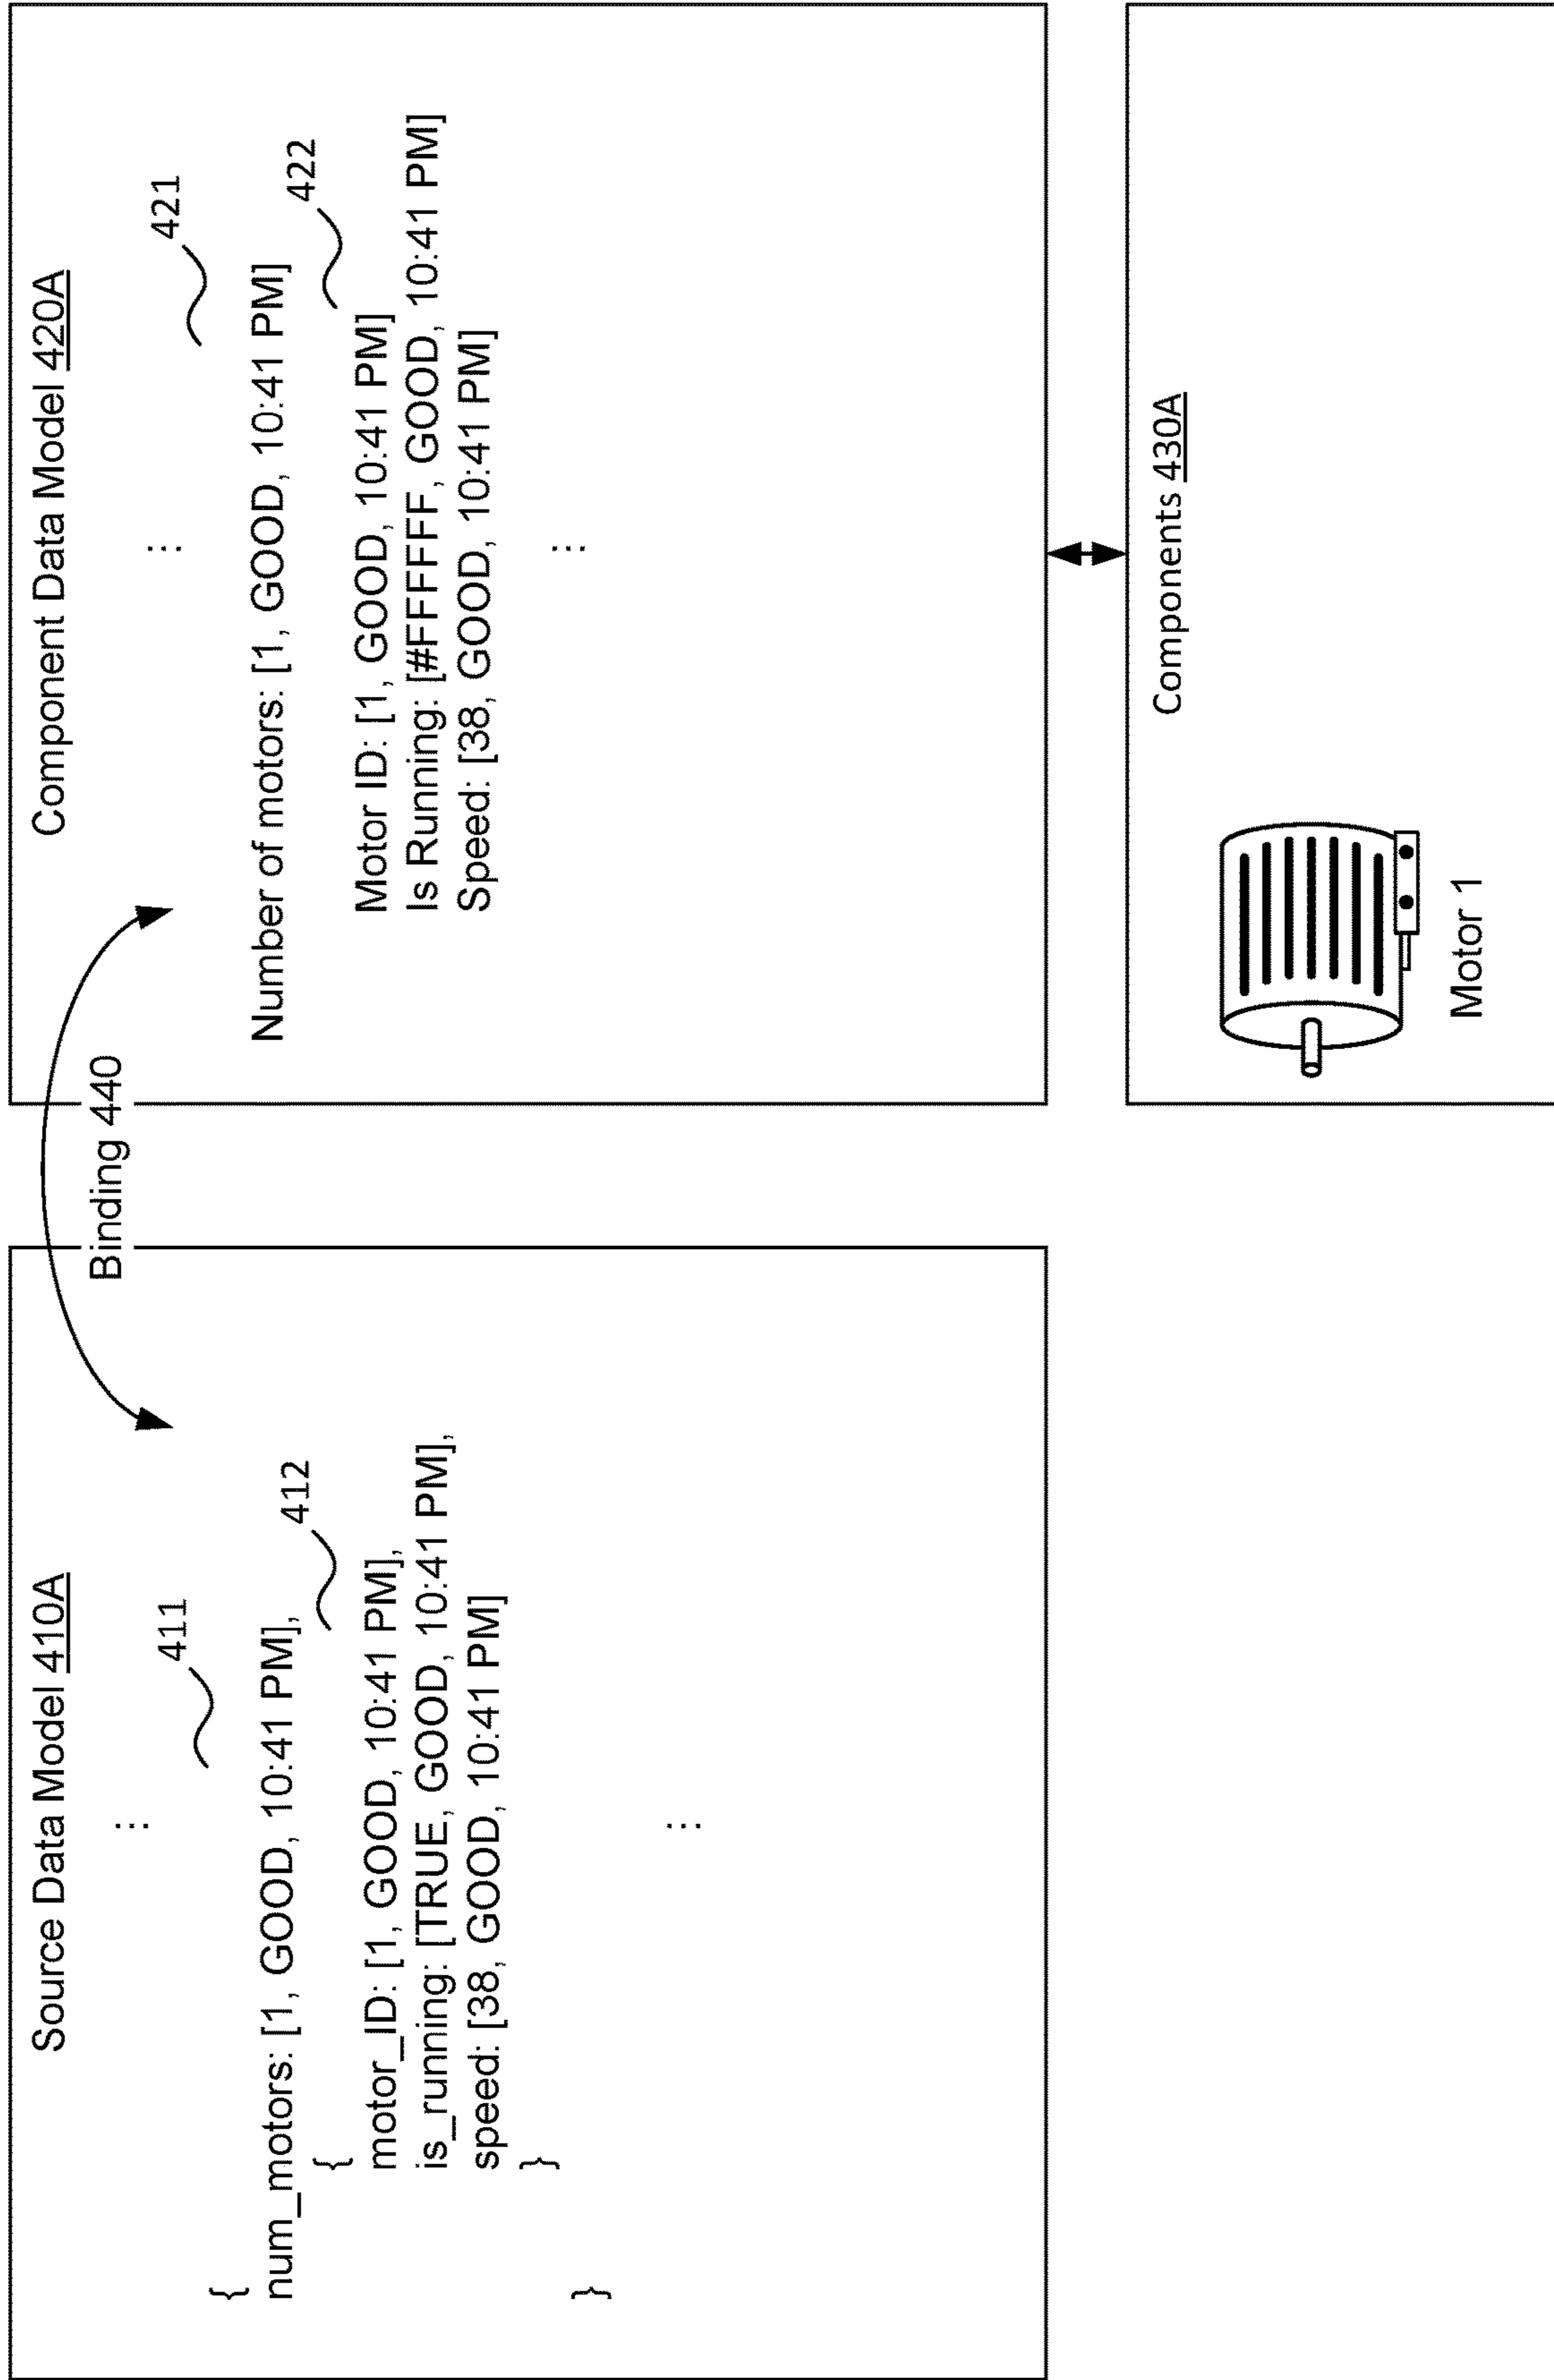 Source Data Model 410A
...
411
{
num_motors: [1, GOOD, 10:41 PM],
412
{
motor_ID: [1, GOOD, 10:41 PM],
is_running: [TRUE, GOOD, 10:41 PM],
speed: [38, GOOD, 10:41 PM]
}
}
...
Binding 440
Component Data Model 420A
...
421
Number of motors: [1, GOOD, 10:41 PM]
422
Motor ID: [1, GOOD, 10:41 PM]
Is Running: [#FFFFFF, GOOD, 10:41 PM]
Speed: [38, GOOD, 10:41 PM]
...
Components 430A
Motor 1